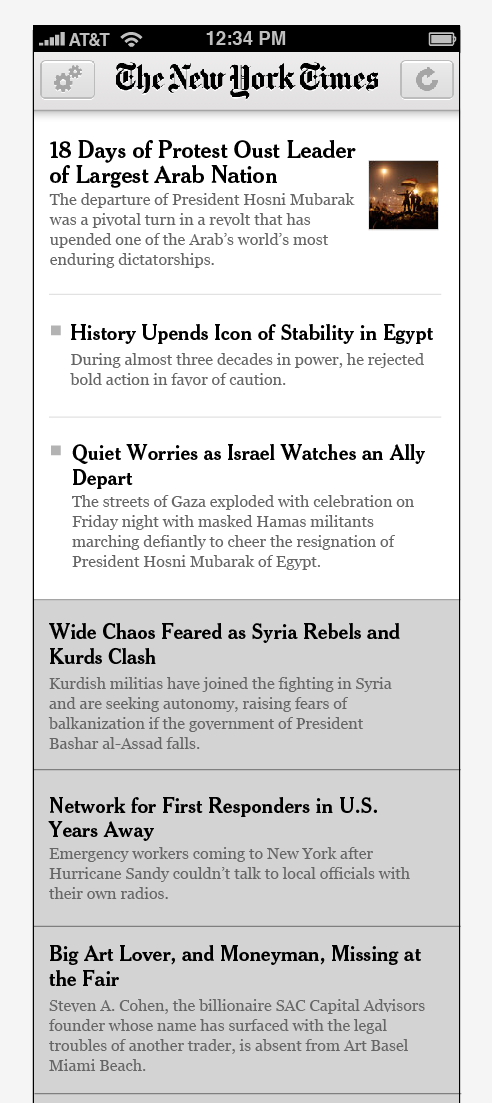 AT&T 12:34 PM
The New York Times
18 Days of Protest Oust Leader
of Largest Arab Nation
The departure of President Hosni Mubarak
was a pivotal turn in a revolt that has
upended one of the Arab’s world’s most
enduring dictatorships.
History Upends Icon of Stability in Egypt
During almost three decades in power, he rejected
bold action in favor of caution.
Quiet Worries as Israel Watches an Ally
Depart
The streets of Gaza exploded with celebration on
Friday night with masked Hamas militants
marching defiantly to cheer the resignation of
President Hosni Mubarak of Egypt.
Wide Chaos Feared as Syria Rebels and
Kurds Clash
Kurdish militias have joined the fighting in Syria
and are seeking autonomy, raising fears of
balkanization if the government of President
Bashar al-Assad falls.
Network for First Responders in U.S.
Years Away
Emergency workers coming to New York after
Hurricane Sandy couldn’t talk to local officials with
their own radios.
Big Art Lover, and Moneyman, Missing at
the Fair
Steven A. Cohen, the billionaire SAC Capital Advisors
founder whose name has surfaced with the legal
troubles of another trader, is absent from Art Basel
Miami Beach.